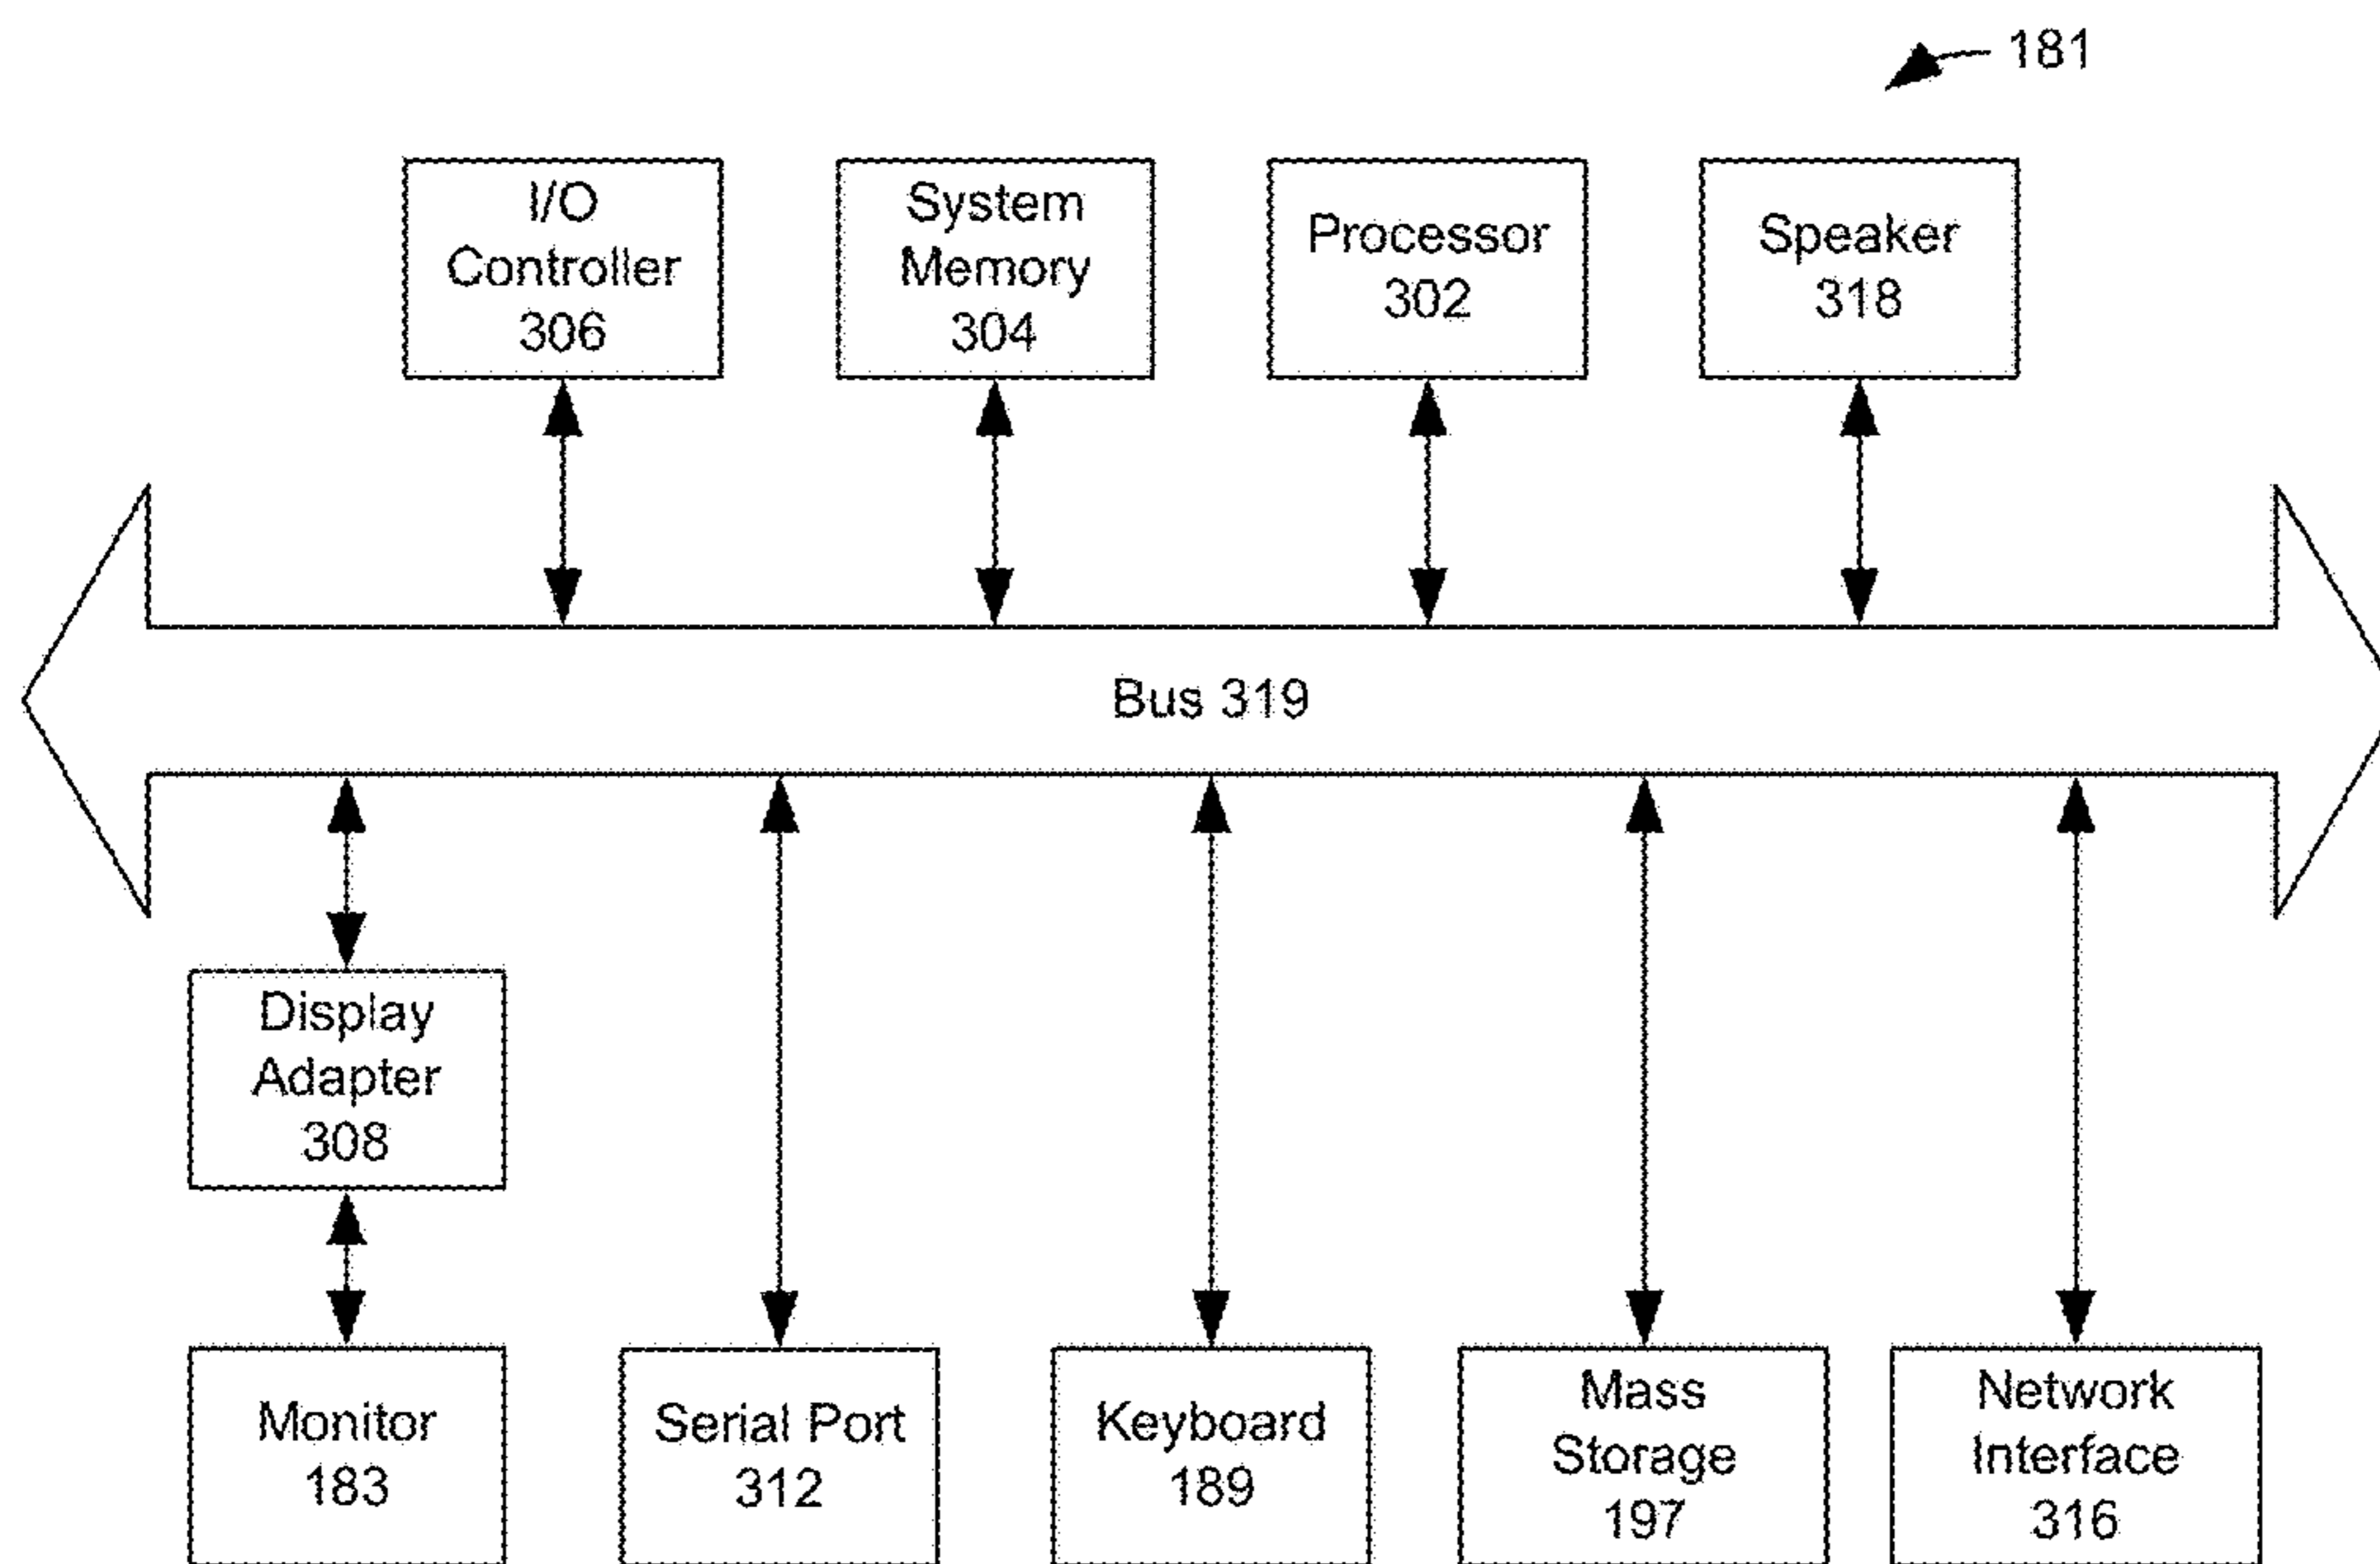 181
I/O
Controller
306
System
Memory
304
Processor
302
Speaker
318
Bus 319
Display
Adapter
308
Monitor
183
Serial Port
312
Keyboard
189
Mass
Storage
197
Network
Interface
316